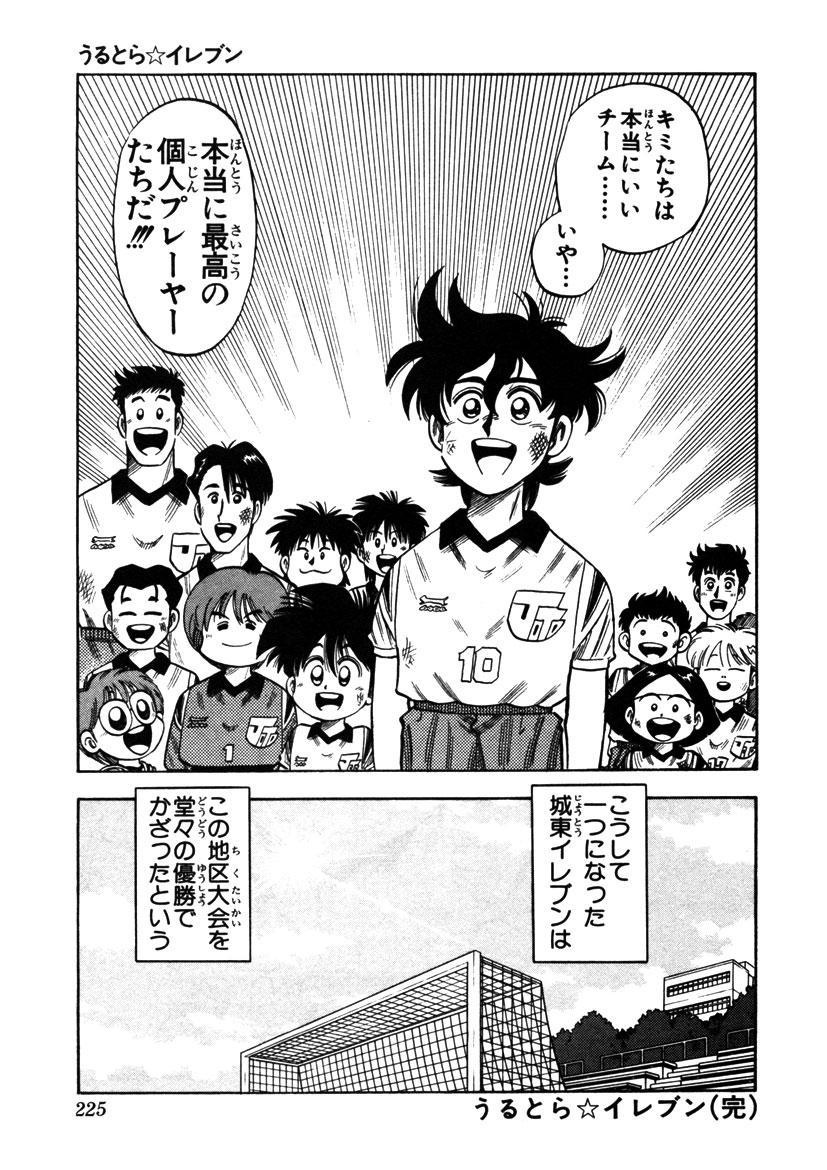 うるとら☆イレブン
キミたちは
本当にいい
チーム……
いや…
本当に最高の
個人プレーヤー
たちだ!!!
10
1
17
こうして
一つになった
城東イレブンは
この地区大会を
堂々の優勝で
かざったという
225
うるとら☆イレブン(完)